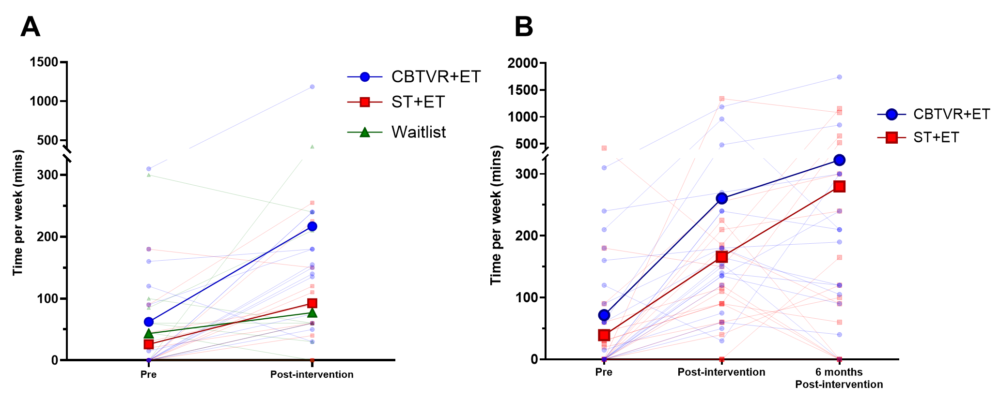 A
Time per week (mins)
1500
1000
500
300
200
100
0
Pre
Post-intervention
CBTVR+ET
ST+ET
Waitlist
B
Time per week (mins)
2000
1500
1000
500
300
200
100
0
Pre
Post-intervention
6 months
Post-intervention
CBTVR+ET
ST+ET